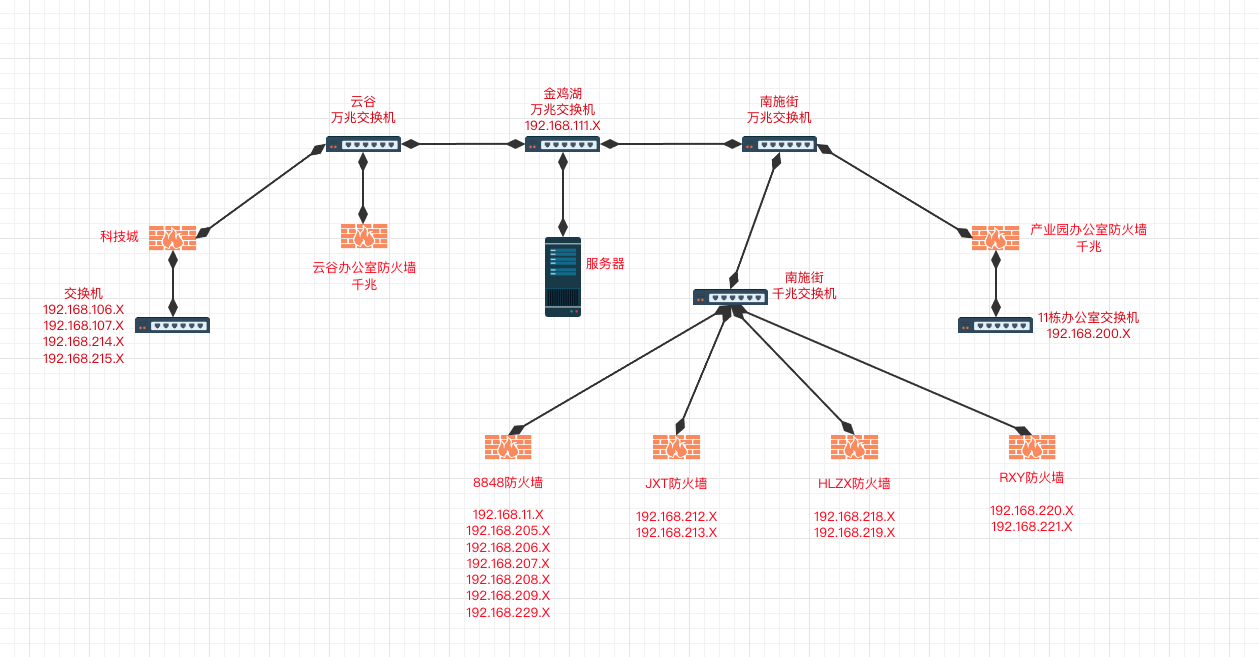 云谷
万兆交换机
金鸡湖
万兆交换机
192.168.111.X
南施街
万兆交换机
科技城
云谷办公室防火墙
千兆
服务器
产业园办公室防火墙
千兆
交换机
192.168.106.X
192.168.107.X
192.168.214.X
192.168.215.X
南施街
千兆交换机
11栋办公室交换机
192.168.200.X
8848防火墙
192.168.11.X
192.168.205.X
192.168.206.X
192.168.207.X
192.168.208.X
192.168.209.X
192.168.229.X
JXT防火墙
192.168.212.X
192.168.213.X
HLZX防火墙
192.168.218.X
192.168.219.X
RXY防火墙
192.168.220.X
192.168.221.X